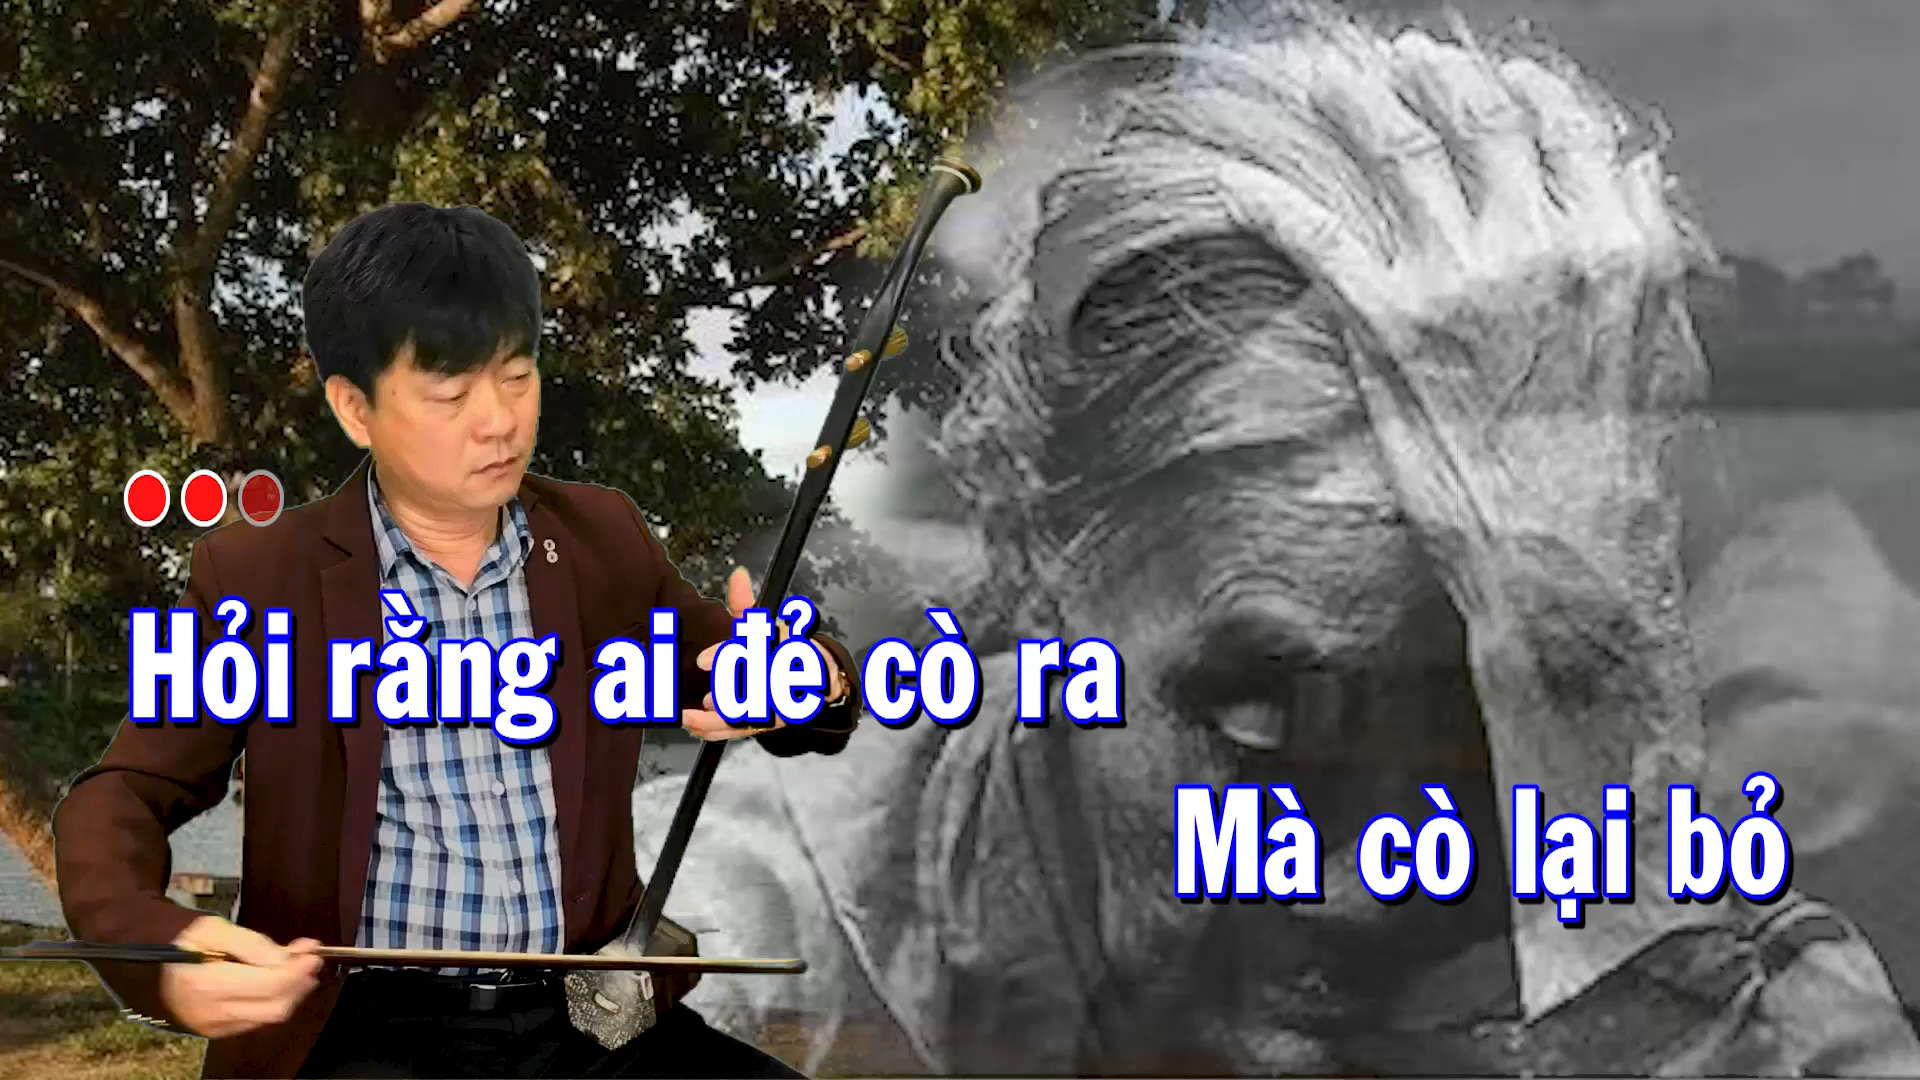 Hỏi rằng ai đẻ cò ra
Mà cò lại bỏ